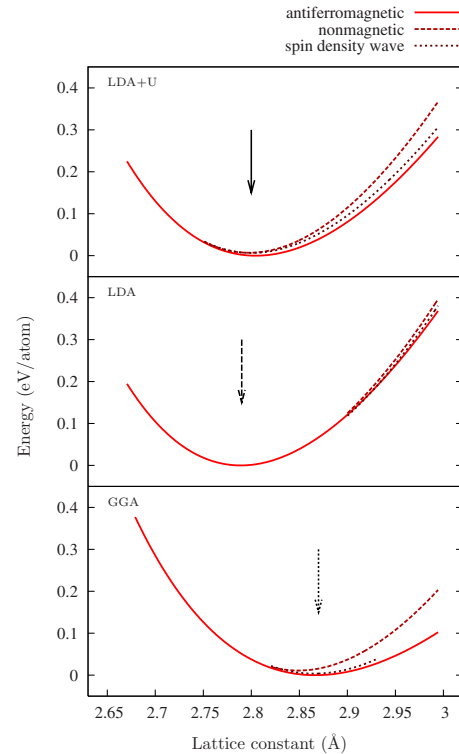 antiferromagnetic
nonmagnetic
spin density wave
LDA+U
0.4
0.3
0.2
0.1
0
LDA
0.4
0.3
0.2
0.1
0
Energy (eV/atom)
GGA
0.4
0.3
0.2
0.1
0
2.65 2.7 2.75 2.8 2.85 2.9 2.95 3
Lattice constant (Å)